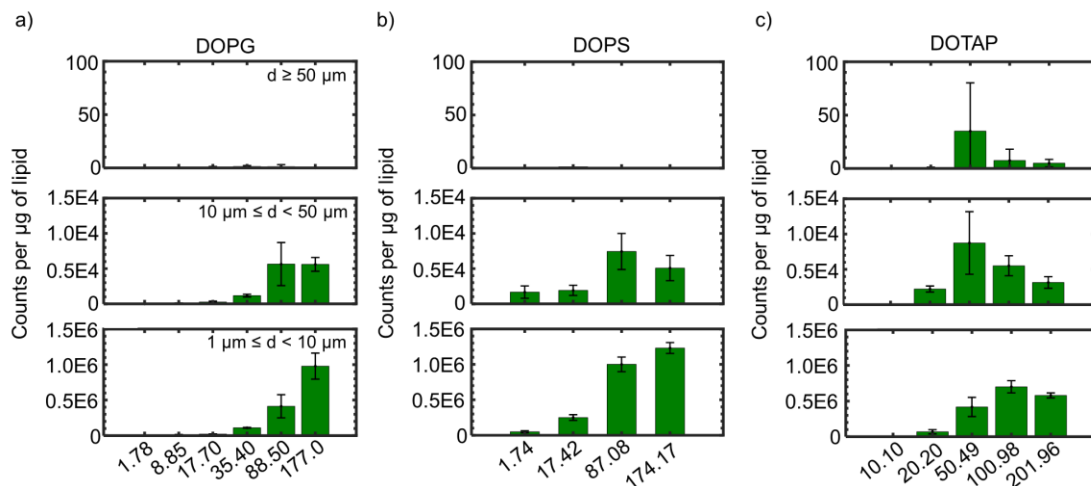 a)
DOPG
Counts per µg of lipid
100
50
0
d ≥ 50 µm
1.5E4
1.0E4
0.5E4
0
10 µm ≤ d < 50 µm
1.5E6
1.0E6
0.5E6
0
1 µm ≤ d < 10 µm
1.78
8.85
17.70
35.40
88.50
177.0
b)
DOPS
Counts per µg of lipid
100
50
0
1.5E4
1.0E4
0.5E4
0
1.5E6
1.0E6
0.5E6
0
1.74
17.42
87.08
174.17
c)
DOTAP
Counts per µg of lipid
100
50
0
1.5E4
1.0E4
0.5E4
0
1.5E6
1.0E6
0.5E6
0
10.10
20.20
50.49
100.98
201.96